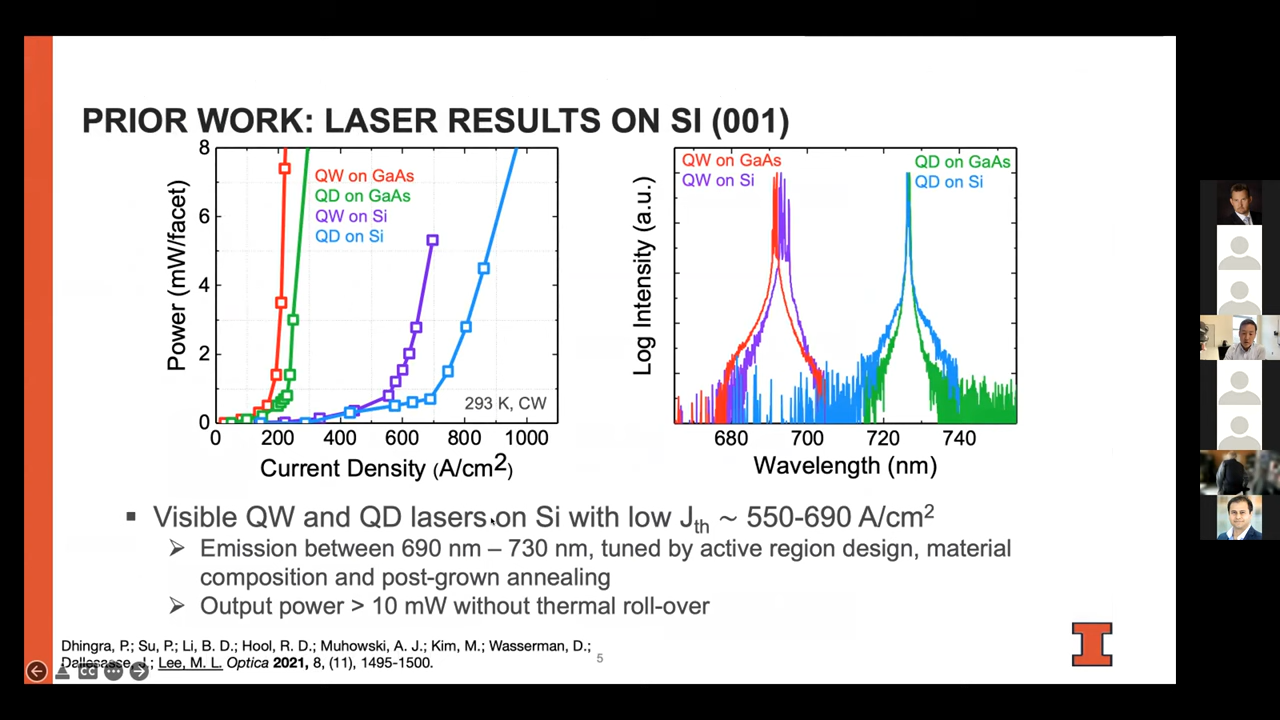 PRIOR WORK: LASER RESULTS ON SI (001)
8
6
4
2
0
Power (mW/facet)
QW on GaAs
QD on GaAs
QW on Si
QD on Si
293 K, CW
0 200 400 600 800 1000
Current Density (A/cm2)
Log Intensity (a.u.)
QW on GaAs
QW on Si
QD on GaAs
QD on Si
680 700 720 740
Wavelength (nm)
▪ Visible QW and QD lasers on Si with low Jth ~ 550-690 A/cm2
➢ Emission between 690 nm – 730 nm, tuned by active region design, material
composition and post-grown annealing
➢ Output power > 10 mW without thermal roll-over
Dhingra, P.; Su, P.; Li, B. D.; Hool, R. D.; Muhowski, A. J.; Kim, M.; Wasserman, D.;
Dallesasse, J.; Lee, M. L. Optica 2021, 8, (11), 1495-1500.
5
CC
I